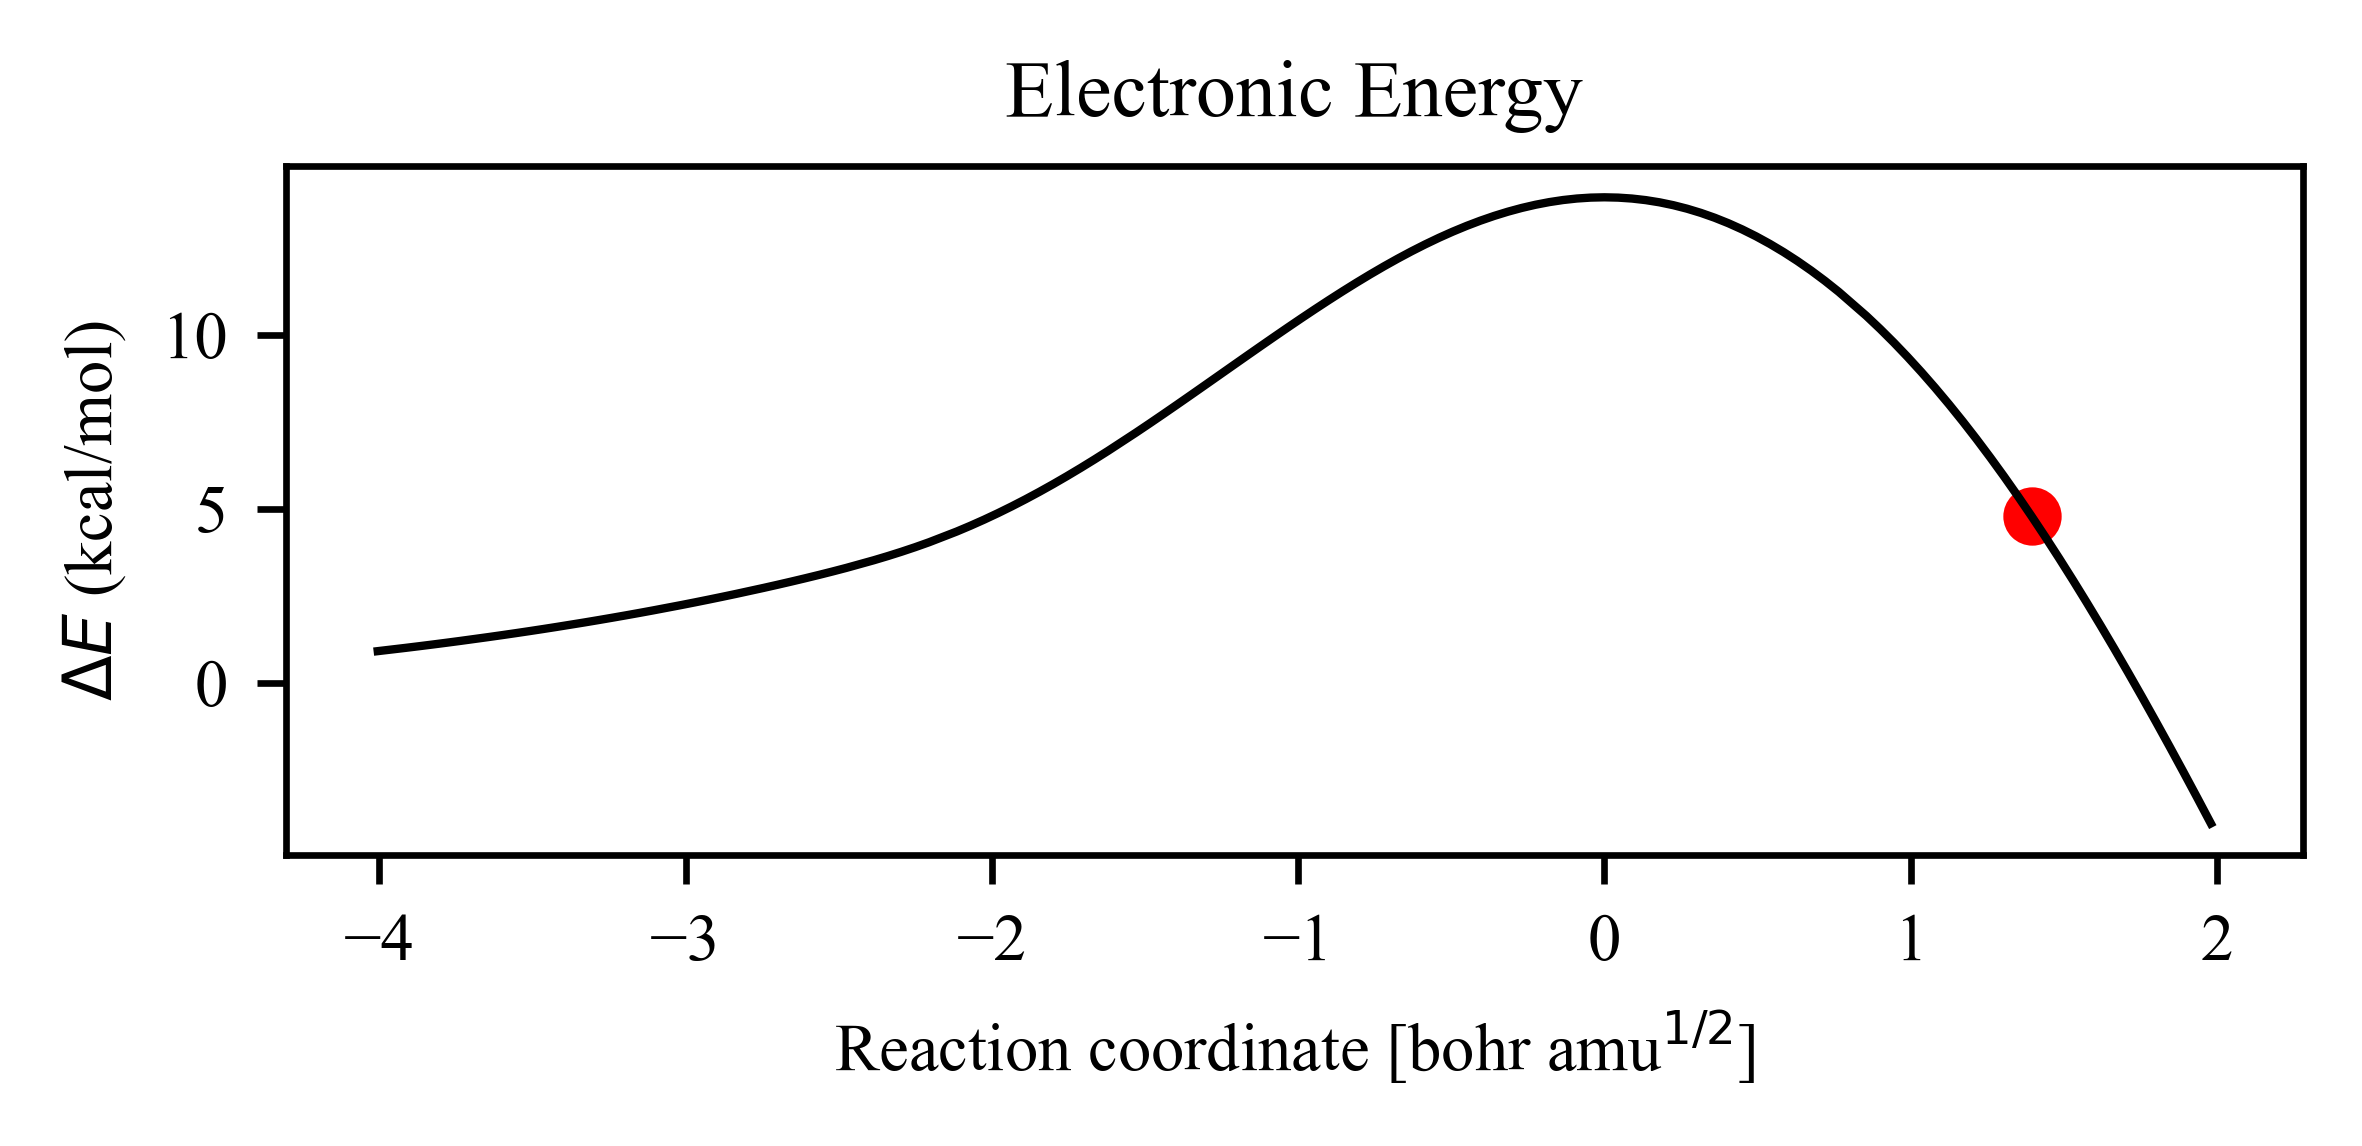 Electronic Energy
ΔE (kcal/mol)
10
5
0
−4 −3 −2 −1 0 1 2
Reaction coordinate [bohr amu^{1/2}]